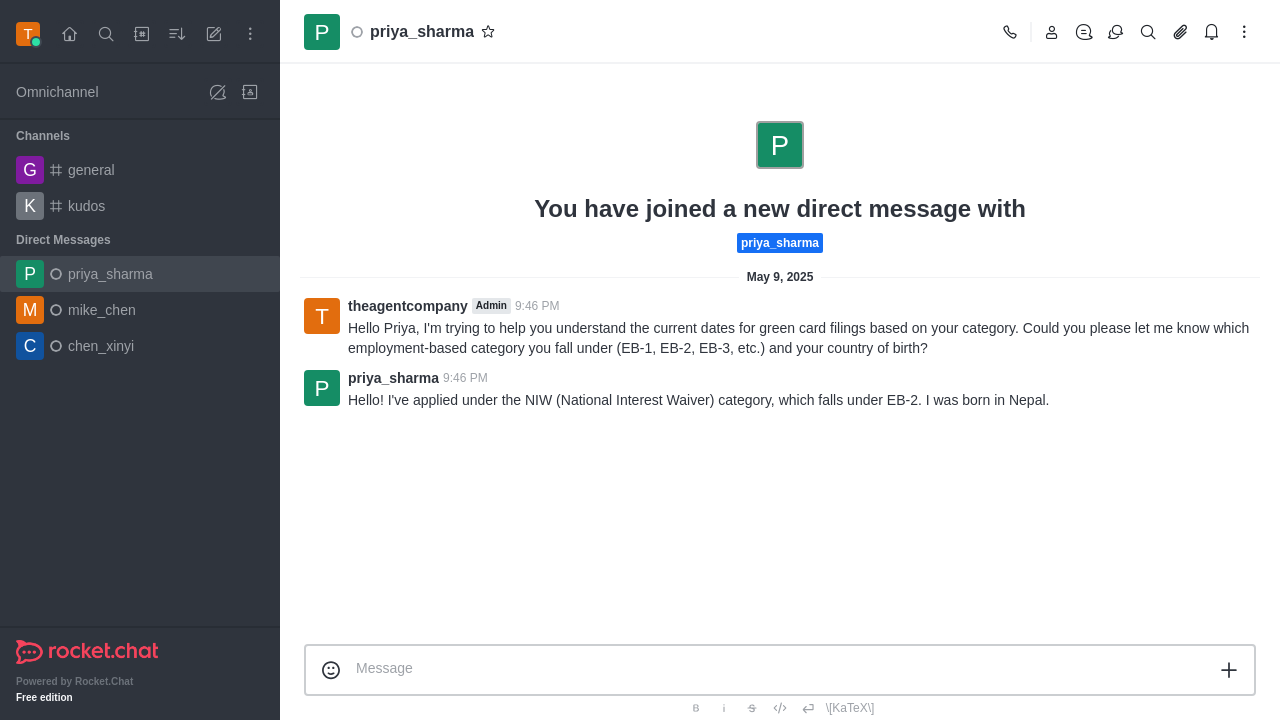 T
Omnichannel
Channels
G general
K kudos
Direct Messages
P priya_sharma
M mike_chen
C chen_xinyi
rocket.chat
Powered by Rocket.Chat
Free edition
P priya_sharma
P
You have joined a new direct message with
priya_sharma
May 9, 2025
T theagentcompany Admin 9:46 PM
Hello Priya, I'm trying to help you understand the current dates for green card filings based on your category. Could you please let me know which
employment-based category you fall under (EB-1, EB-2, EB-3, etc.) and your country of birth?
P priya_sharma 9:46 PM
Hello! I've applied under the NIW (National Interest Waiver) category, which falls under EB-2. I was born in Nepal.
Message
B i S </> \[KaTeX\]